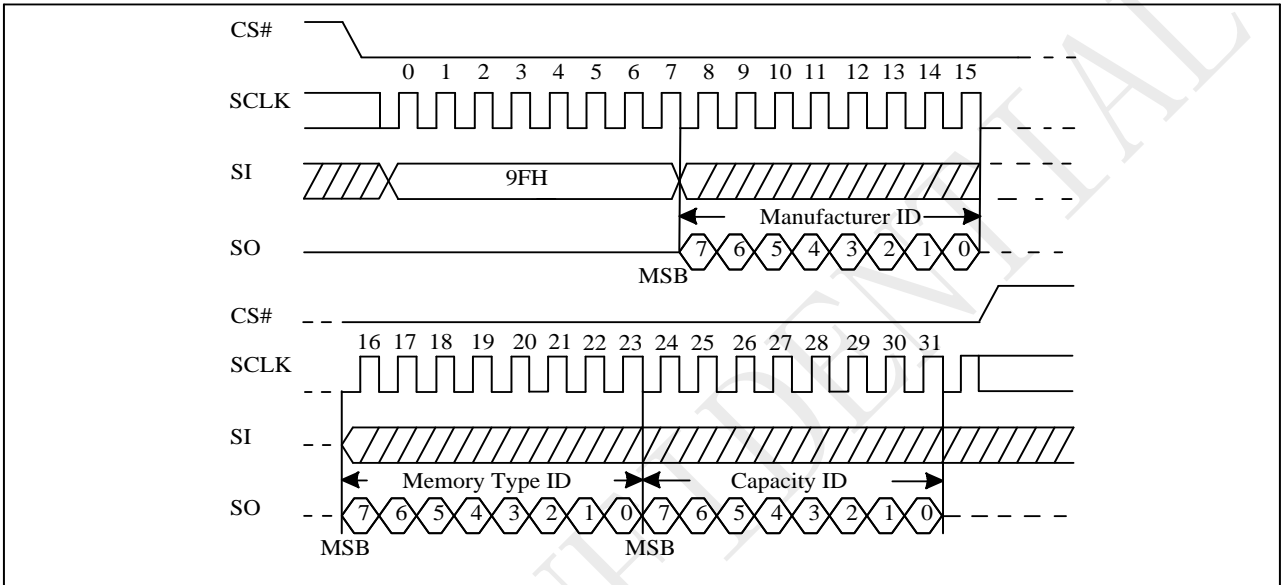 CS#
0 1 2 3 4 5 6 7 8 9 10 11 12 13 14 15
SCLK
SI 9FH
Manufacturer ID
SO 7 6 5 4 3 2 1 0
MSB
CS#
16 17 18 19 20 21 22 23 24 25 26 27 28 29 30 31
SCLK
SI
Memory Type ID Capacity ID
SO 7 6 5 4 3 2 1 0 7 6 5 4 3 2 1 0
MSB MSB